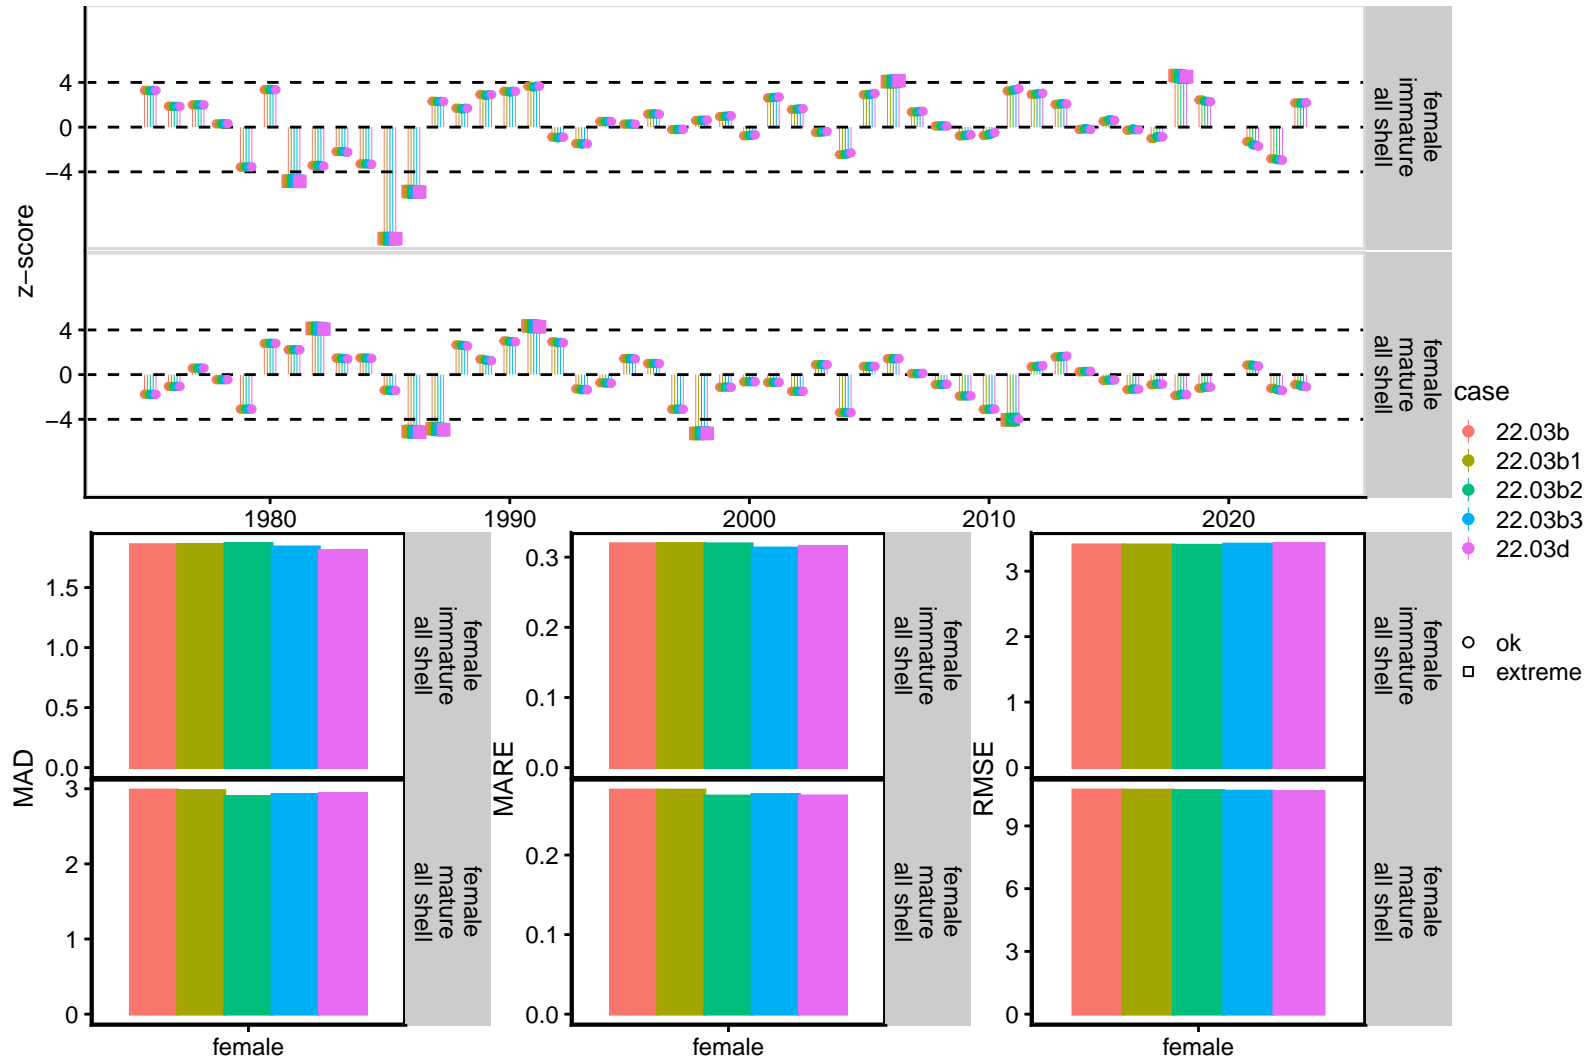 z−score
4
0
−4
female
immature
all shell
4
0
−4
female
mature
all shell
1980
1990
2000
2010
2020
case
22.03b
22.03b1
22.03b2
22.03b3
22.03d
ok
extreme
MAD
1.5
1.0
0.5
0.0
female
immature
all shell
3
2
1
0
female
mature
all shell
female
MARE
0.3
0.2
0.1
0.0
female
immature
all shell
0.2
0.1
0.0
female
mature
all shell
female
RMSE
3
2
1
0
female
immature
all shell
9
6
3
0
female
mature
all shell
female